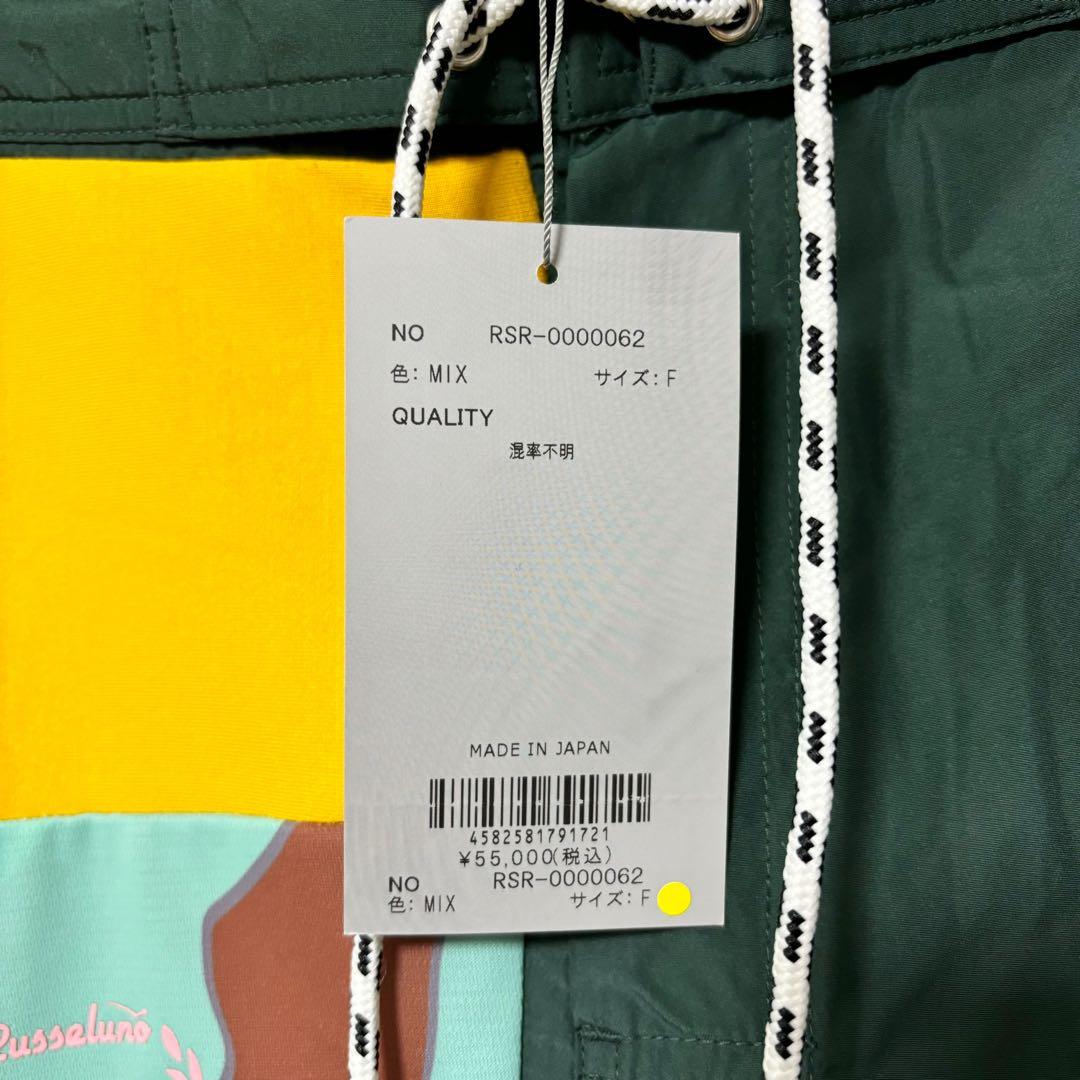 NO RSR-0000062
色: MIX サイズ: F
QUALITY
混率不明
MADE IN JAPAN
4582581791721
¥55,000(税込)
NO RSR-0000062
色: MIX サイズ: F
Russeluno